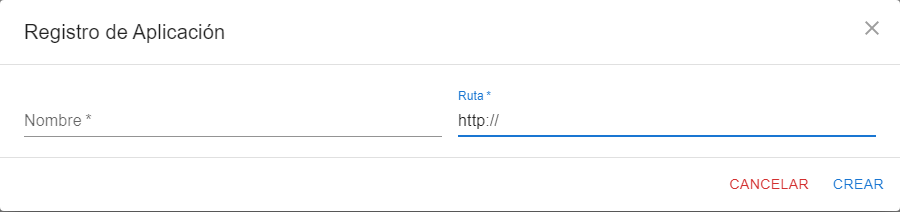 Registro de Aplicación
Ruta *
Nombre *
http://
CANCELAR CREAR